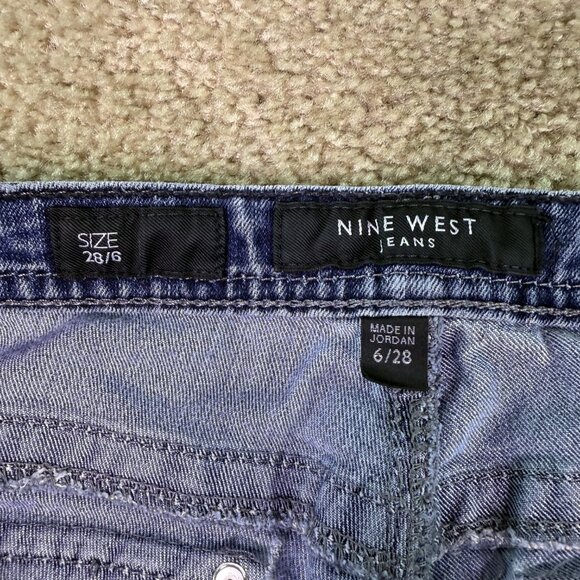 SIZE
28/6
NINE WEST
JEANS
MADE IN
JORDAN
6/28